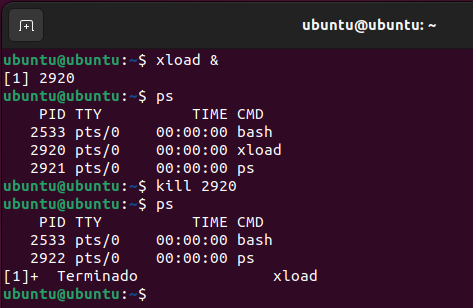 ubuntu@ubuntu: ~
ubuntu@ubuntu:~$ xload &
[1] 2920
ubuntu@ubuntu:~$ ps
    PID TTY          TIME CMD
   2533 pts/0    00:00:00 bash
   2920 pts/0    00:00:00 xload
   2921 pts/0    00:00:00 ps
ubuntu@ubuntu:~$ kill 2920
ubuntu@ubuntu:~$ ps
    PID TTY          TIME CMD
   2533 pts/0    00:00:00 bash
   2922 pts/0    00:00:00 ps
[1]+  Terminado               xload
ubuntu@ubuntu:~$